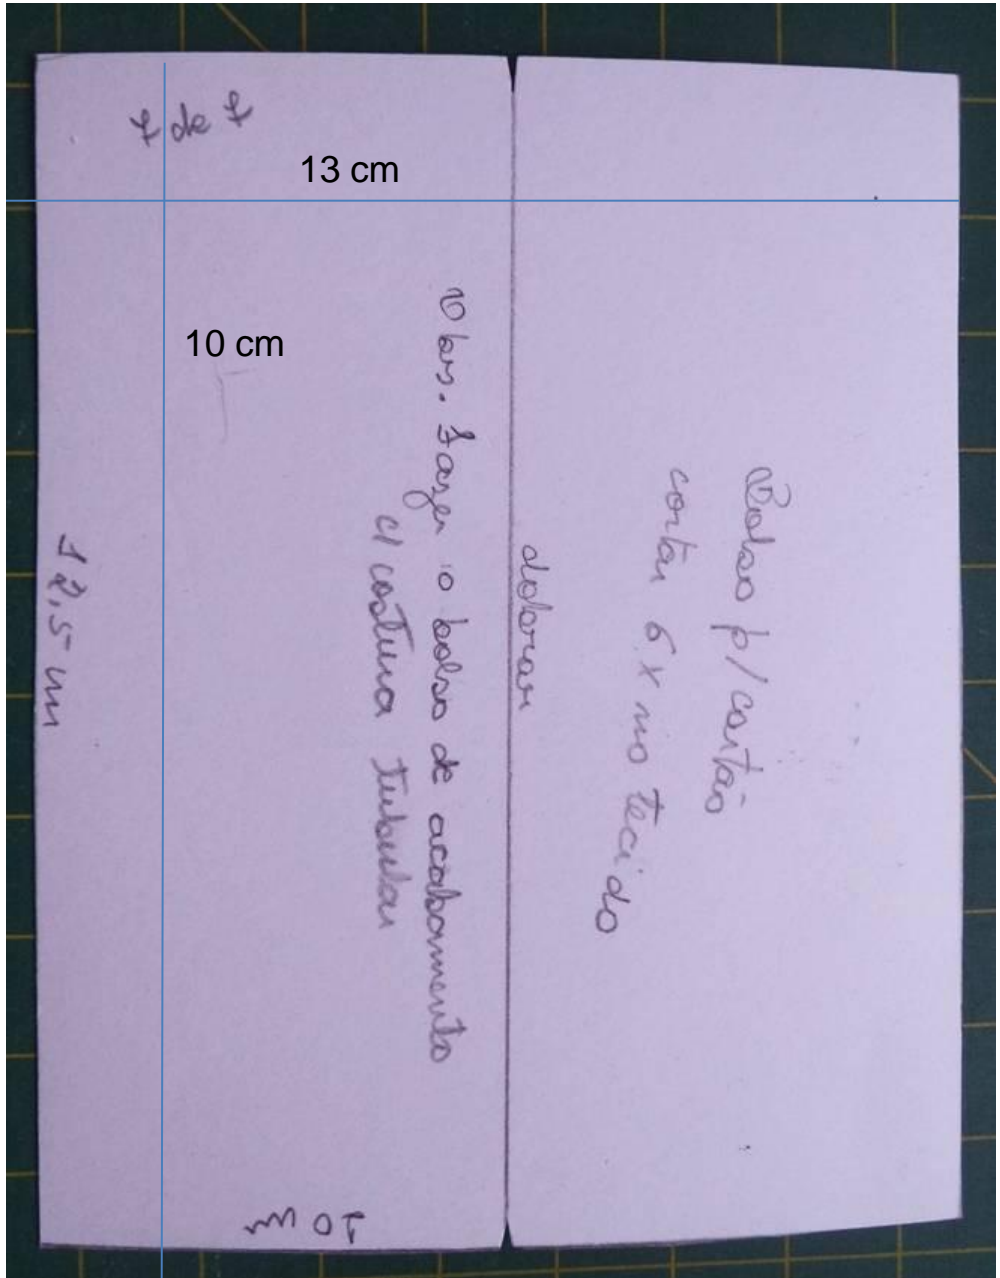 7 de 7
13 cm
10 cm
Bolso p/ cartão
cortar 6 x no tecido
dobrar
Obs. fazer o bolso de acabamento
c/ costura tubular
12,5 cm
10 cm